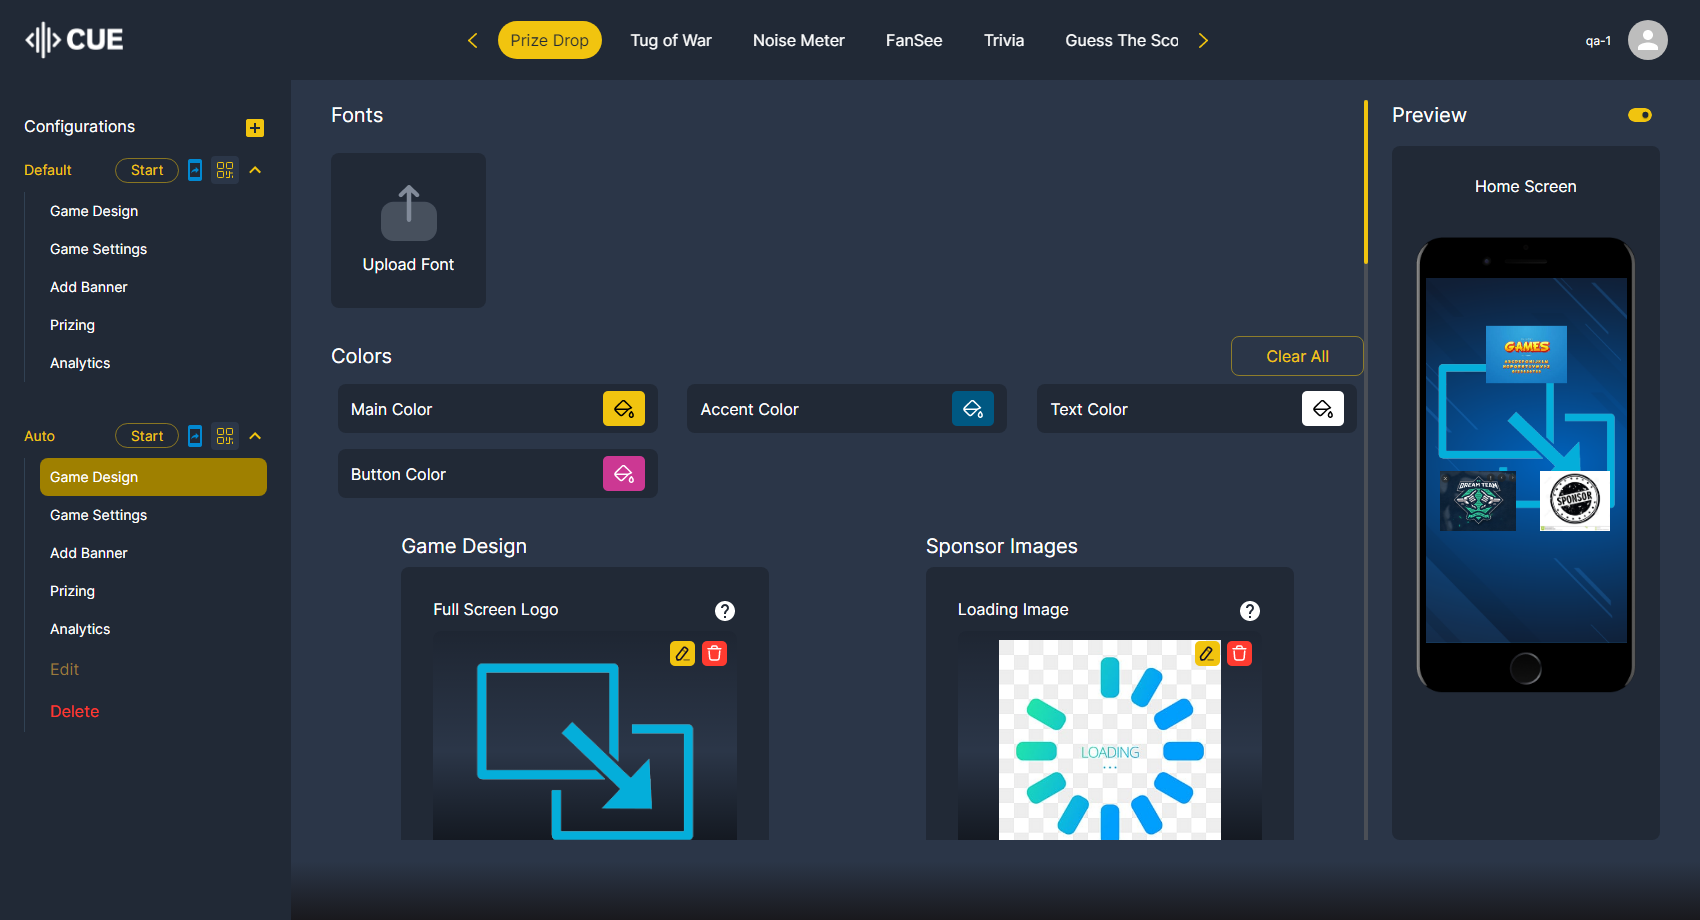 CUE
Prize Drop
Tug of War
Noise Meter
FanSee
Trivia
Guess The Sco
qa-1
Configurations
Default
Start
Game Design
Game Settings
Add Banner
Prizing
Analytics
Auto
Start
Game Design
Game Settings
Add Banner
Prizing
Analytics
Edit
Delete
Fonts
Upload Font
Colors
Clear All
Main Color
Accent Color
Text Color
Button Color
Game Design
Full Screen Logo
?
Sponsor Images
Loading Image
?
LOADING
...
Preview
Home Screen
GAMES
DREAM TEAM
SPONSOR